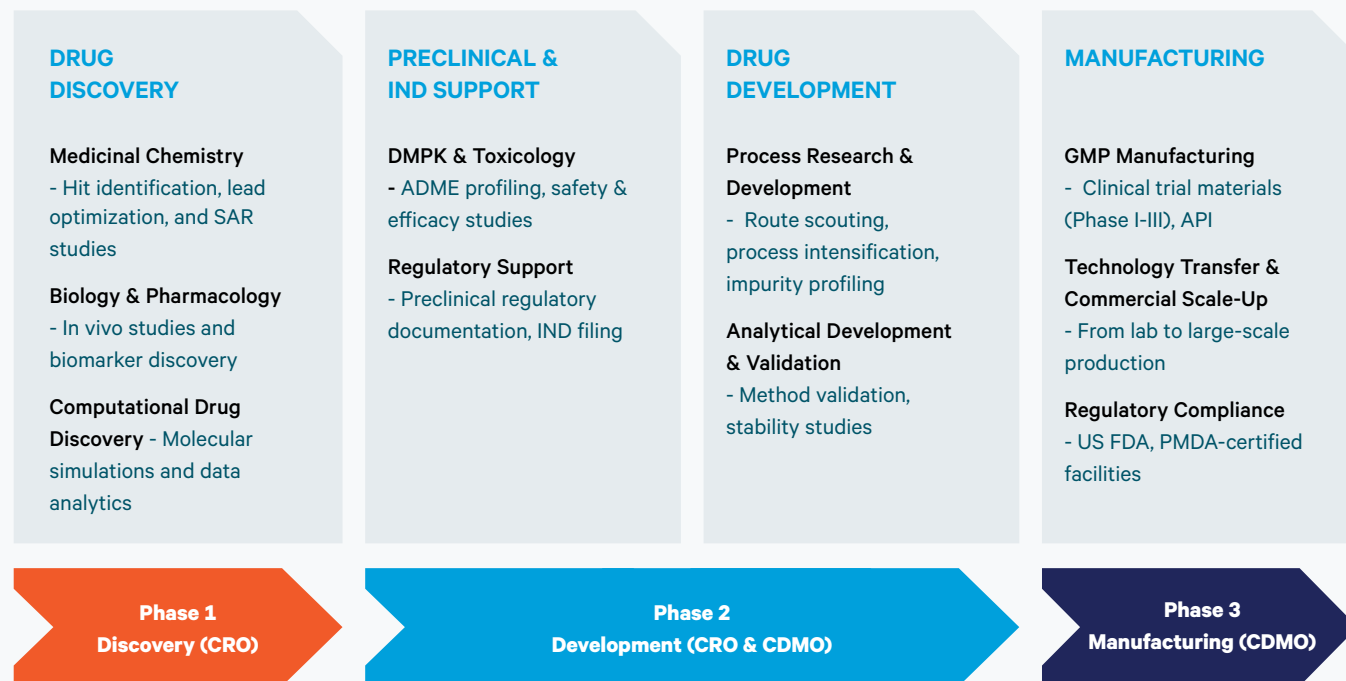 DRUG
DISCOVERY
Medicinal Chemistry
- Hit identification, lead
optimization, and SAR
studies
Biology & Pharmacology
- In vivo studies and
biomarker discovery
Computational Drug
Discovery - Molecular
simulations and data
analytics
PRECLINICAL &
IND SUPPORT
DMPK & Toxicology
- ADME profiling, safety &
efficacy studies
Regulatory Support
- Preclinical regulatory
documentation, IND filing
DRUG
DEVELOPMENT
Process Research &
Development
- Route scouting,
process intensification,
impurity profiling
Analytical Development
& Validation
- Method validation,
stability studies
MANUFACTURING
GMP Manufacturing
- Clinical trial materials
(Phase I-III), API
Technology Transfer &
Commercial Scale-Up
- From lab to large-scale
production
Regulatory Compliance
- US FDA, PMDA-certified
facilities
Phase 1
Discovery (CRO)
Phase 2
Development (CRO & CDMO)
Phase 3
Manufacturing (CDMO)